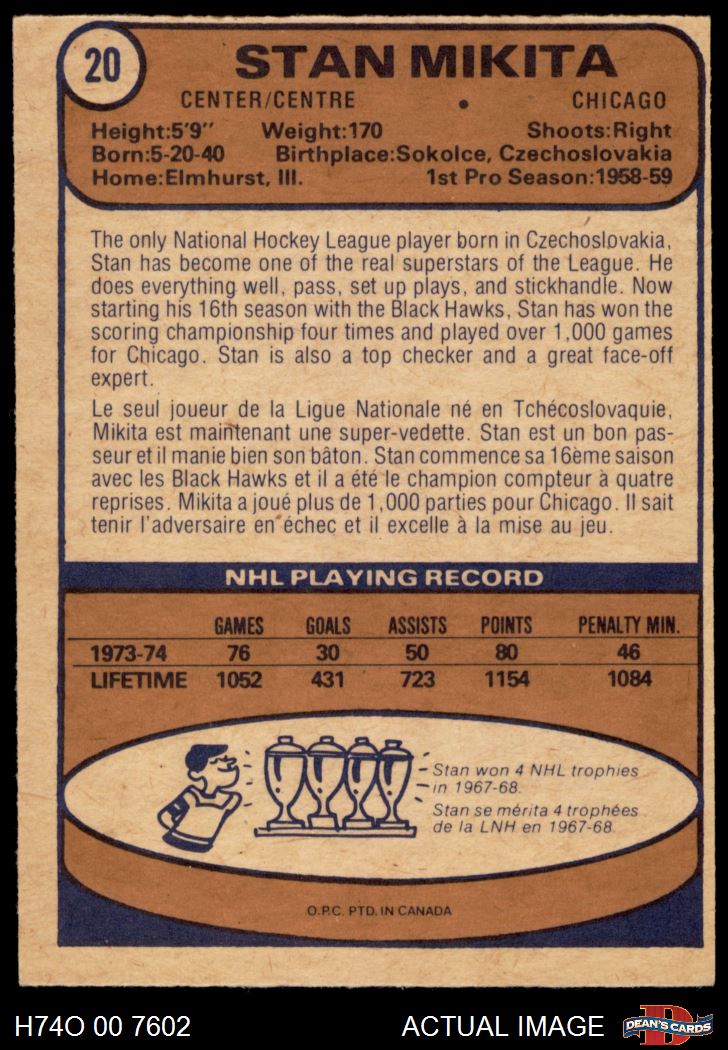 20
STAN MIKITA
CENTER/CENTRE • CHICAGO
Height:5'9" Weight:170 Shoots:Right
Born:5-20-40 Birthplace:Sokolce, Czechoslovakia
Home:Elmhurst, Ill. 1st Pro Season:1958-59
The only National Hockey League player born in Czechoslovakia,
Stan has become one of the real superstars of the League. He
does everything well, pass, set up plays, and stickhandle. Now
starting his 16th season with the Black Hawks, Stan has won the
scoring championship four times and played over 1,000 games
for Chicago. Stan is also a top checker and a great face-off
expert.
Le seul joueur de la Ligue Nationale né en Tchécoslovaquie,
Mikita est maintenant une super-vedette. Stan est un bon pas-
seur et il manie bien son bâton. Stan commence sa 16ème saison
avec les Black Hawks et il a été le champion compteur à quatre
reprises. Mikita a joué plus de 1,000 parties pour Chicago. Il sait
tenir l'adversaire en échec et il excelle à la mise au jeu.
NHL PLAYING RECORD
GAMES GOALS ASSISTS POINTS PENALTY MIN.
1973-74 76 30 50 80 46
LIFETIME 1052 431 723 1154 1084
Stan won 4 NHL trophies
in 1967-68.
Stan se mérita 4 trophées
de la LNH en 1967-68.
O.P.C. PTD. IN CANADA
H74O 00 7602 ACTUAL IMAGE D DEAN'S CARDS